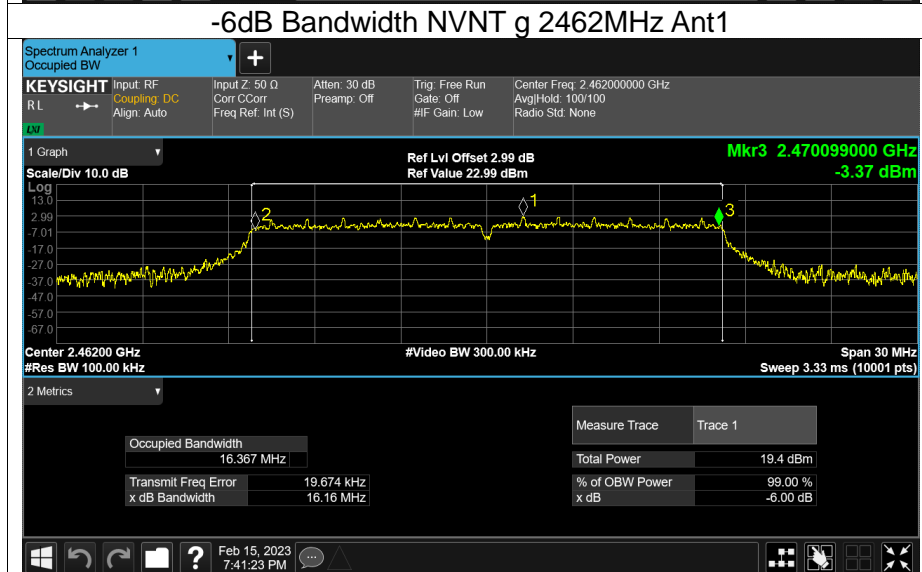 -6dB Bandwidth NVNT g 2462MHz Ant1
Spectrum Analyzer 1
Occupied BW
+
KEYSIGHT Input: RF Input Z: 50 Ω Atten: 30 dB Trig: Free Run Center Freq: 2.462000000 GHz
RL Coupling: DC Corr CCorr Preamp: Off Gate: Off Avg|Hold: 100/100
Align: Auto Freq Ref: Int (S) #IF Gain: Low Radio Std: None
LXI
1 Graph Ref Lvl Offset 2.99 dB Mkr3 2.470099000 GHz
Scale/Div 10.0 dB Ref Value 22.99 dBm -3.37 dBm
Log
13.0
2.99
-7.01
-17.0
-27.0
-37.0
-47.0
-57.0
-67.0
2
1
3
Center 2.46200 GHz #Video BW 300.00 kHz Span 30 MHz
#Res BW 100.00 kHz Sweep 3.33 ms (10001 pts)
2 Metrics
Measure Trace Trace 1
Occupied Bandwidth
16.367 MHz Total Power 19.4 dBm
Transmit Freq Error 19.674 kHz % of OBW Power 99.00 %
x dB Bandwidth 16.16 MHz x dB -6.00 dB
? Feb 15, 2023
7:41:23 PM